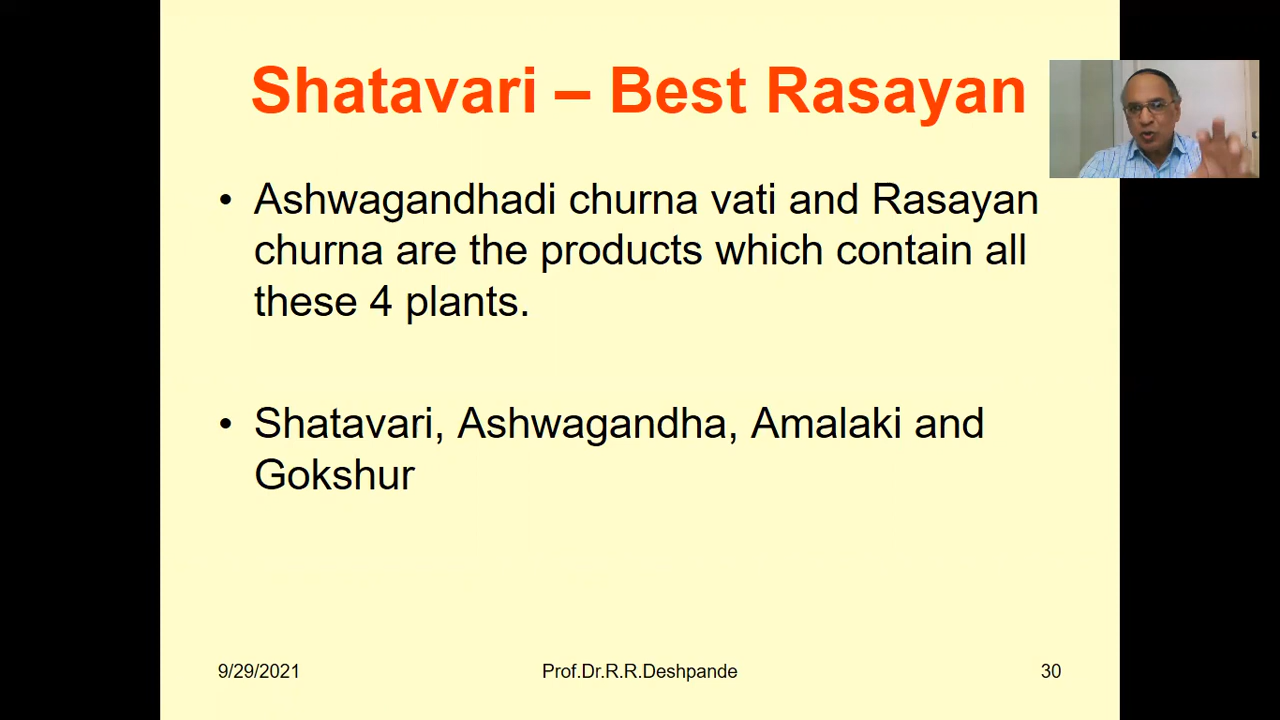 Shatavari – Best Rasayan
• Ashwagandhadi churna vati and Rasayan
churna are the products which contain all
these 4 plants.
• Shatavari, Ashwagandha, Amalaki and
Gokshur
9/29/2021 Prof.Dr.R.R.Deshpande 30